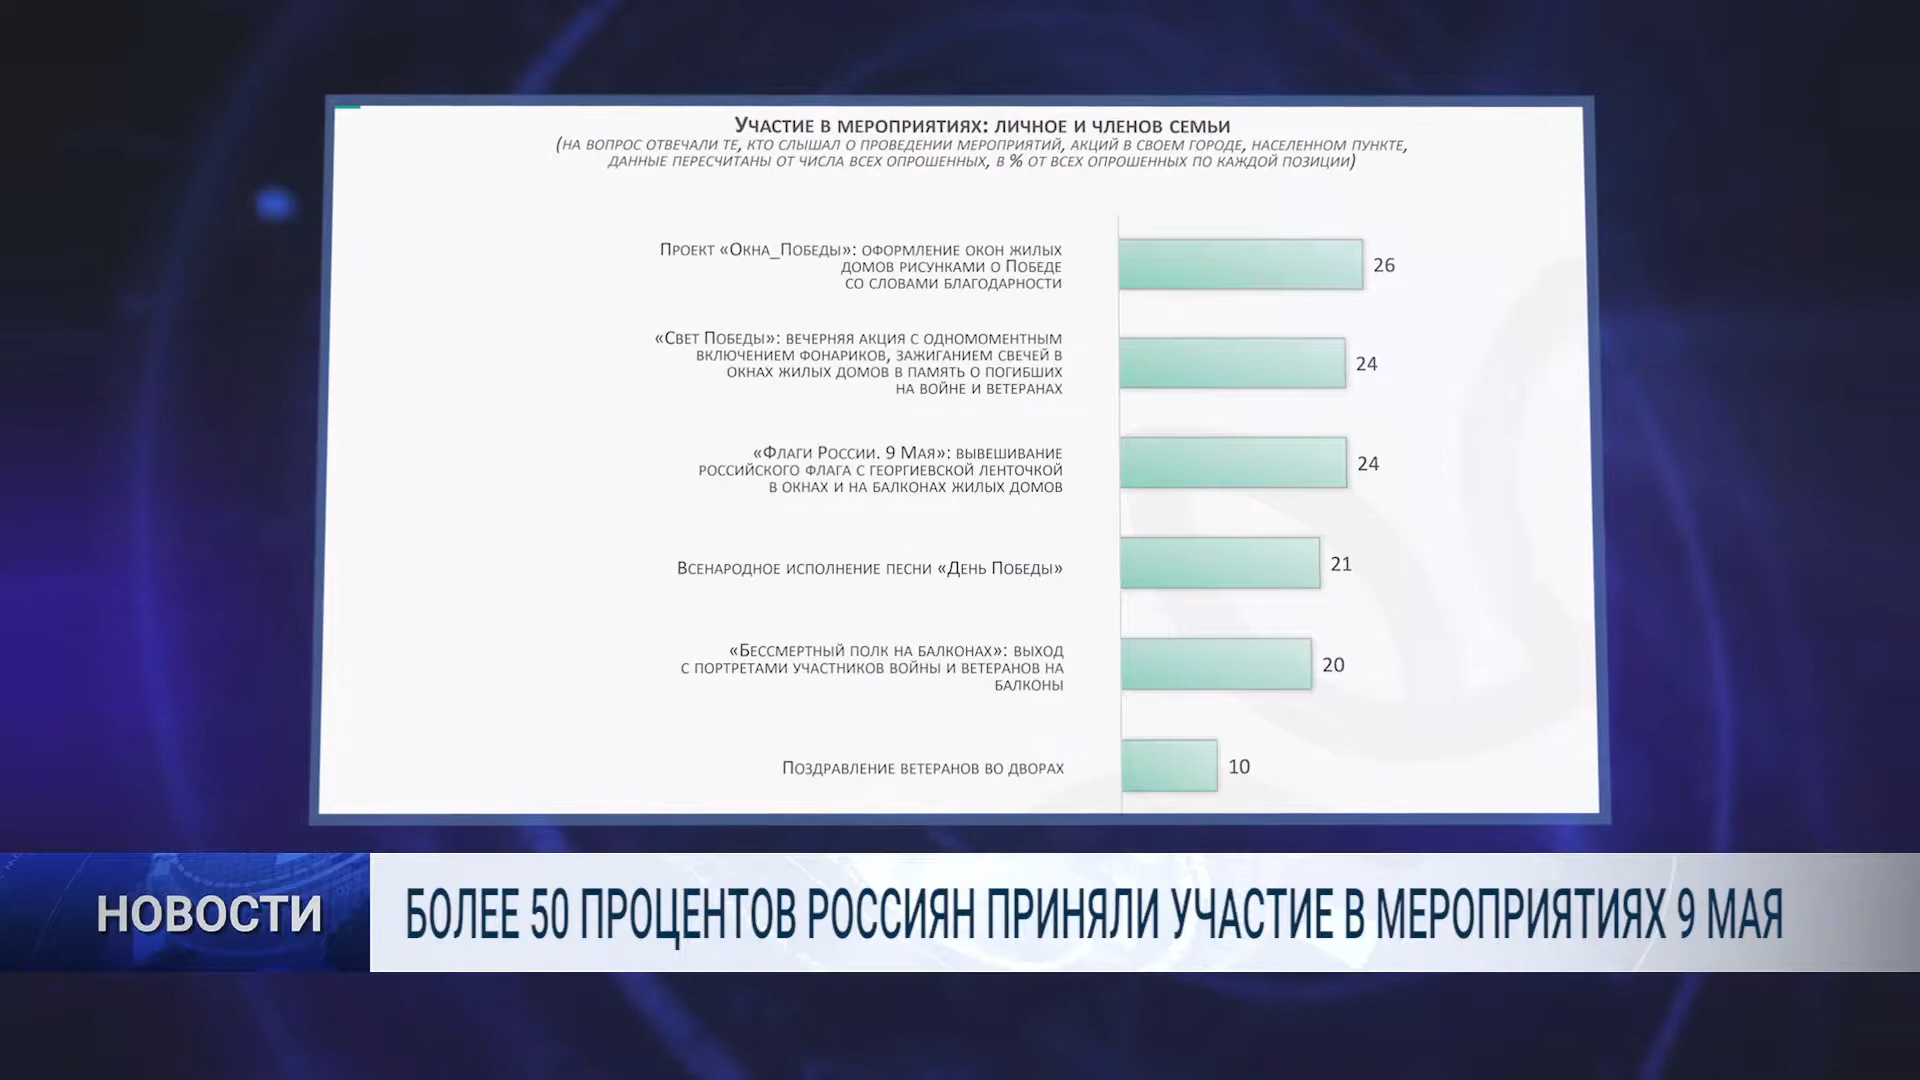 Участие в мероприятиях: личное и членов семьи
(на вопрос отвечали те, кто слышал о проведении мероприятий, акций в своем городе, населенном пункте,
данные пересчитаны от числа всех опрошенных, в % от всех опрошенных по каждой позиции)
Проект «Окна_Победы»: оформление окон жилых
домов рисунками о Победе
со словами благодарности
26
«Свет Победы»: вечерняя акция с одномоментным
включением фонариков, зажиганием свечей в
окнах жилых домов в память о погибших
на войне и ветеранах
24
«Флаги России. 9 Мая»: вывешивание
российского флага с георгиевской ленточкой
в окнах и на балконах жилых домов
24
Всенародное исполнение песни «День Победы»
21
«Бессмертный полк на балконах»: выход
с портретами участников войны и ветеранов на
балконы
20
Поздравление ветеранов во дворах
10
НОВОСТИ
БОЛЕЕ 50 ПРОЦЕНТОВ РОССИЯН ПРИНЯЛИ УЧАСТИЕ В МЕРОПРИЯТИЯХ 9 МАЯ